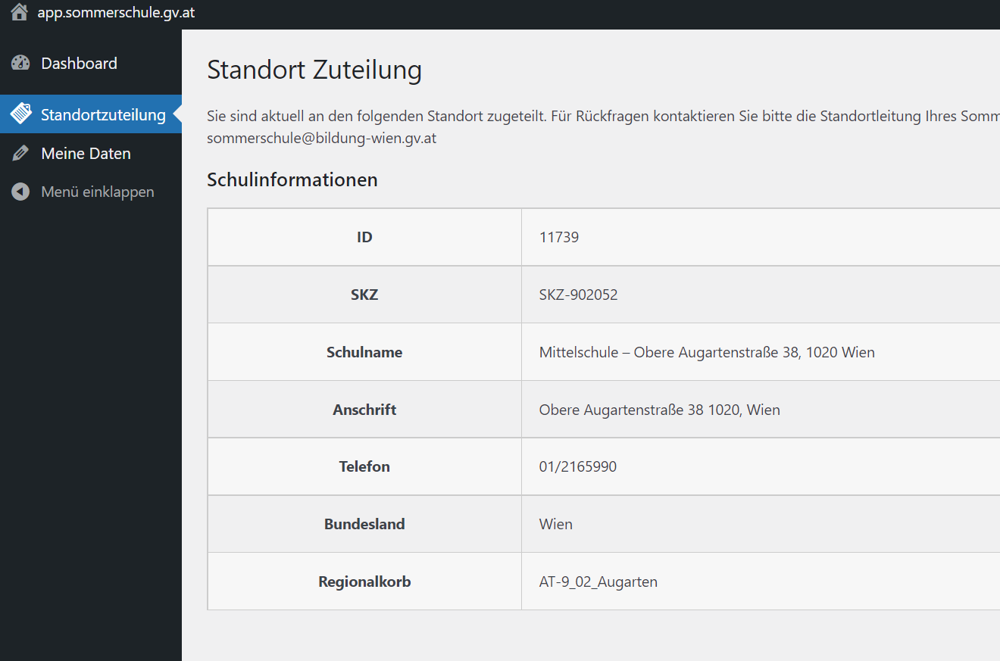 app.sommerschule.gv.at
Dashboard
Standortzuteilung
Meine Daten
Menü einklappen
Standort Zuteilung
Sie sind aktuell an den folgenden Standort zugeteilt. Für Rückfragen kontaktieren Sie bitte die Standortleitung Ihres
sommerschule@bildung-wien.gv.at
Schulinformationen
ID 11739
SKZ SKZ-902052
Schulname Mittelschule – Obere Augartenstraße 38, 1020 Wien
Anschrift Obere Augartenstraße 38 1020, Wien
Telefon 01/2165990
Bundesland Wien
Regionalkorb AT-9_02_Augarten